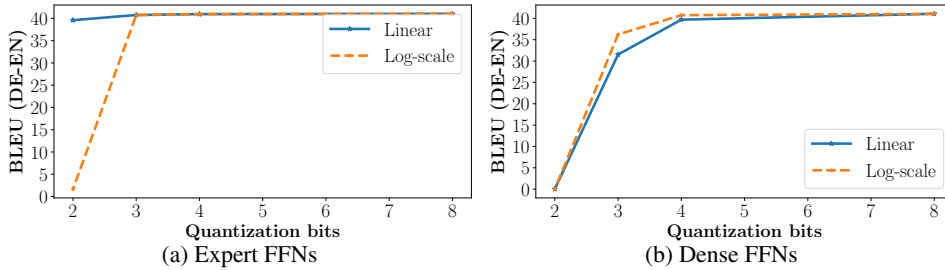 BLEU (DE-EN)
40
35
30
25
20
15
10
5
0
2 3 4 5 6 7 8
Linear
Log-scale
Quantization bits
(a) Expert FFNs
BLEU (DE-EN)
40
35
30
25
20
15
10
5
0
2 3 4 5 6 7 8
Linear
Log-scale
Quantization bits
(b) Dense FFNs